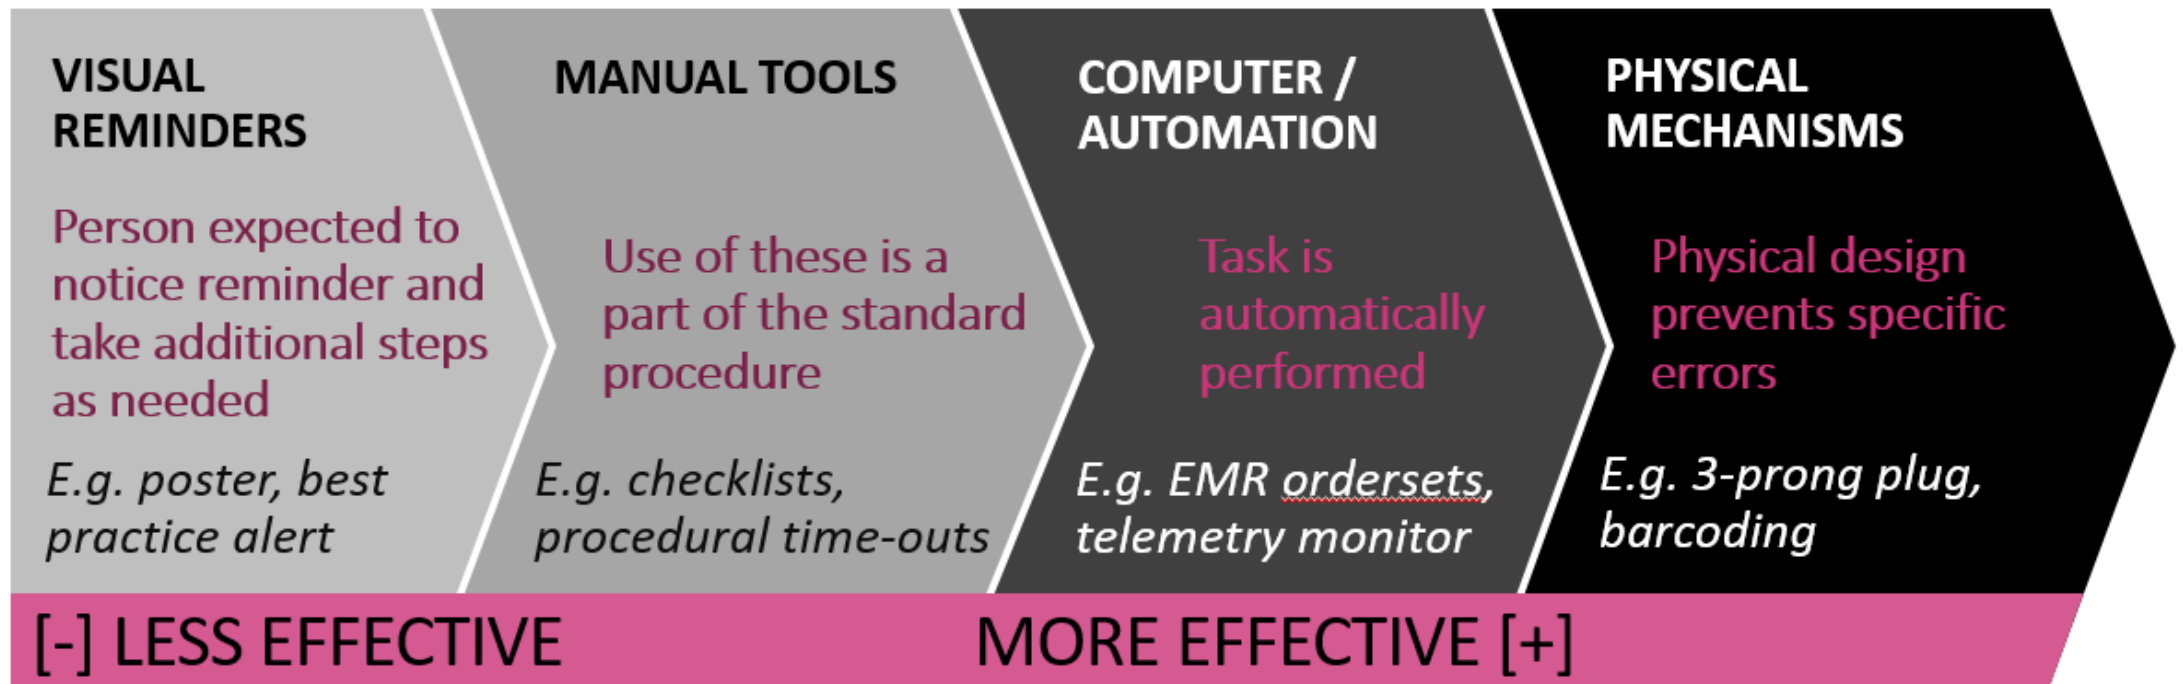 VISUAL
REMINDERS
Person expected to
notice reminder and
take additional steps
as needed
E.g. poster, best
practice alert
MANUAL TOOLS
Use of these is a
part of the standard
procedure
E.g. checklists,
procedural time-outs
COMPUTER /
AUTOMATION
Task is
automatically
performed
E.g. EMR ordersets,
telemetry monitor
PHYSICAL
MECHANISMS
Physical design
prevents specific
errors
E.g. 3-prong plug,
barcoding
[-] LESS EFFECTIVE
MORE EFFECTIVE [+]